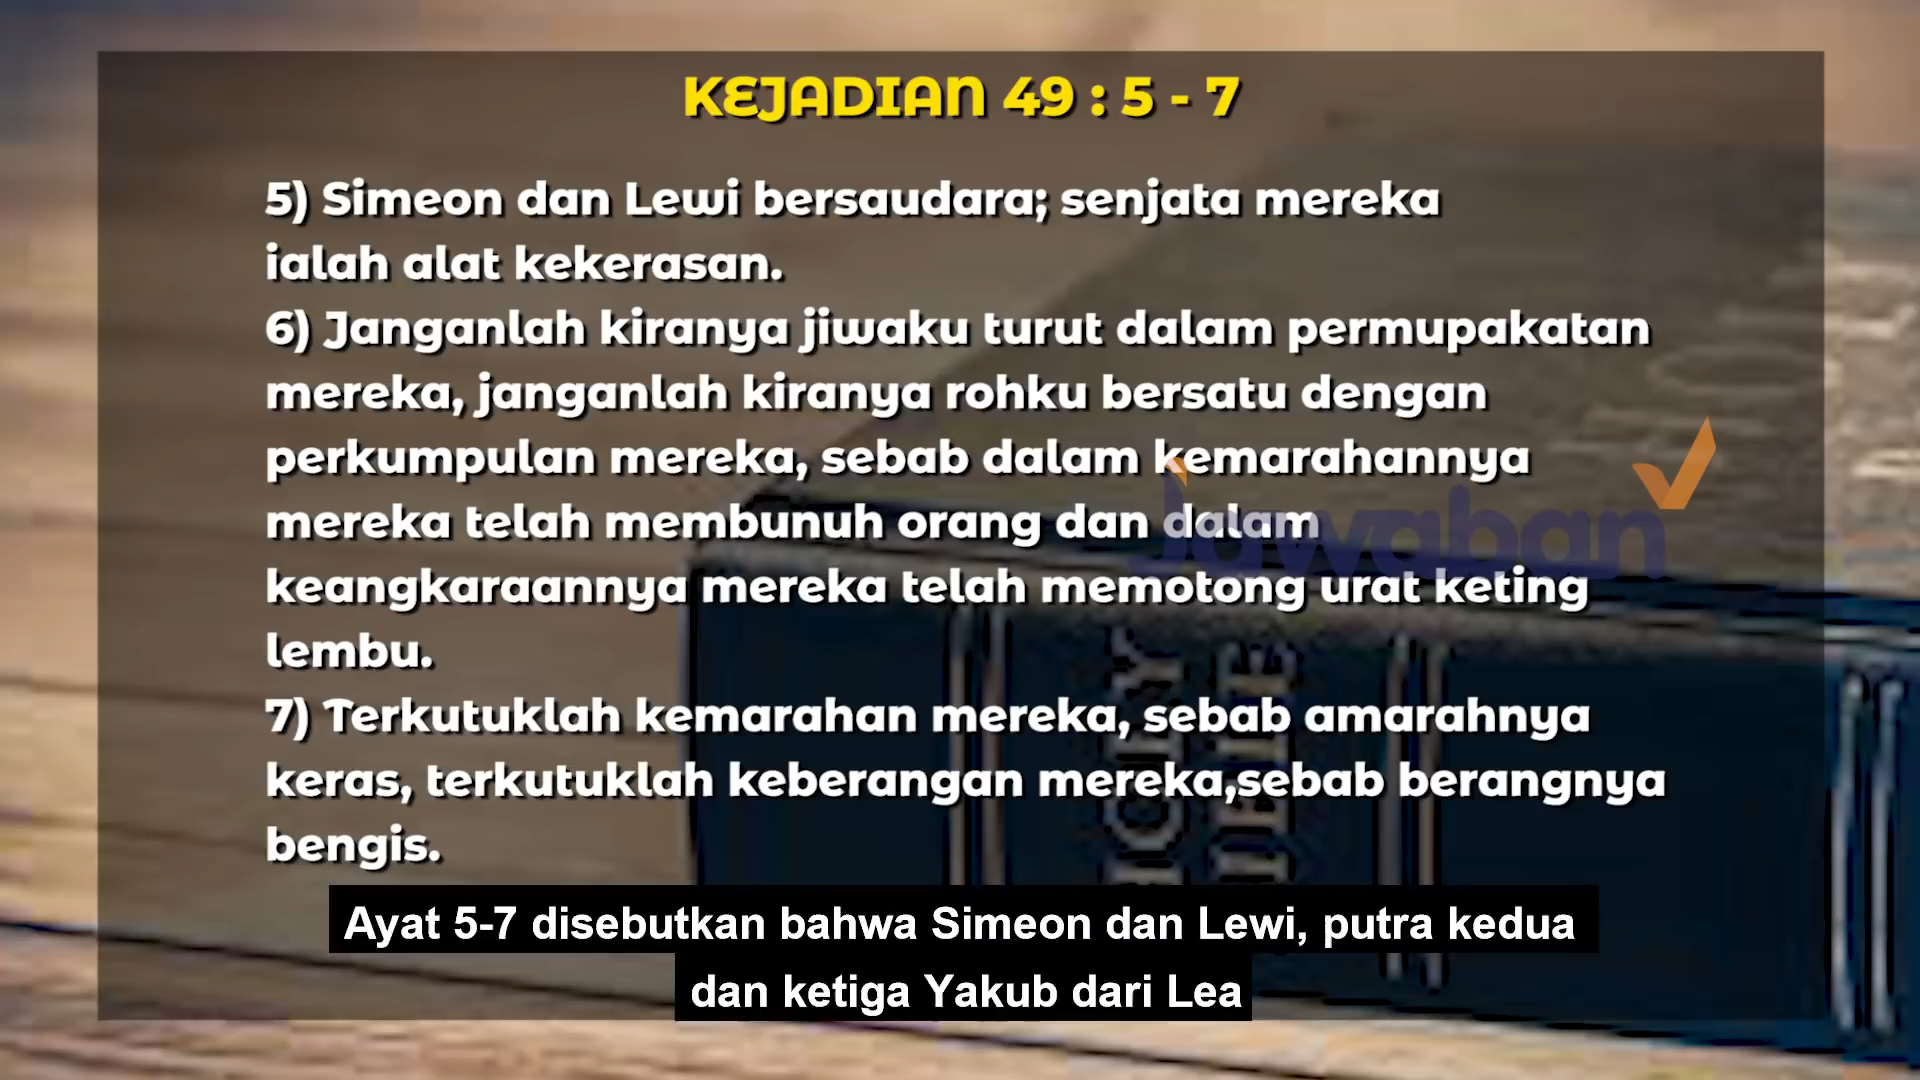 KEJADIAN 49 : 5 - 7
5) Simeon dan Lewi bersaudara; senjata mereka
ialah alat kekerasan.
6) Janganlah kiranya jiwaku turut dalam permupakatan
mereka, janganlah kiranya rohku bersatu dengan
perkumpulan mereka, sebab dalam kemarahannya
mereka telah membunuh orang dan dalam
Jawaban
keangkaraannya mereka telah memotong urat keting
lembu.
7) Terkutuklah kemarahan mereka, sebab amarahnya
keras, terkutuklah keberangan mereka,sebab berangnya
bengis.
HOLY
BIBLE
Ayat 5-7 disebutkan bahwa Simeon dan Lewi, putra kedua
dan ketiga Yakub dari Lea